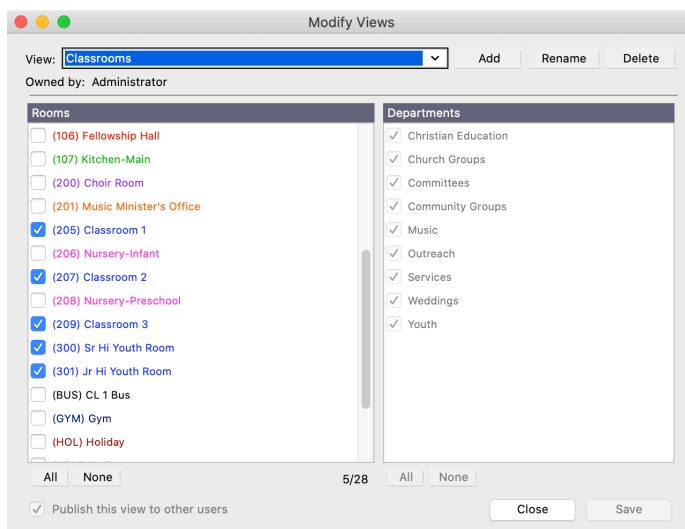 Modify Views
View: Classrooms Add Rename Delete
Owned by: Administrator
Rooms
(106) Fellowship Hall
(107) Kitchen-Main
(200) Choir Room
(201) Music Minister's Office
(205) Classroom 1
(206) Nursery-Infant
(207) Classroom 2
(208) Nursery-Preschool
(209) Classroom 3
(300) Sr Hi Youth Room
(301) Jr Hi Youth Room
(BUS) CL 1 Bus
(GYM) Gym
(HOL) Holiday
All None 5/28
Departments
Christian Education
Church Groups
Committees
Community Groups
Music
Outreach
Services
Weddings
Youth
All None
Publish this view to other users
Close Save